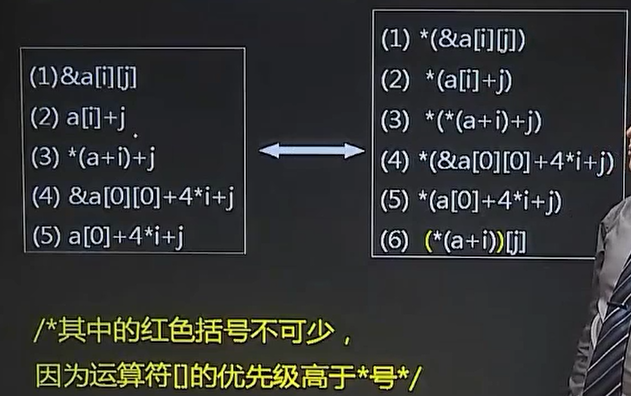 (1)&a[i][j]
(2) a[i]+j
(3) *(a+i)+j
(4) &a[0][0]+4*i+j
(5) a[0]+4*i+j
(1) *(&a[i][j])
(2) *(a[i]+j)
(3) *(*(a+i)+j)
(4) *(&a[0][0]+4*i+j)
(5) *(a[0]+4*i+j)
(6) (*(a+i))[j]
/*其中的红色括号不可少，
因为运算符[]的优先级高于*号*/